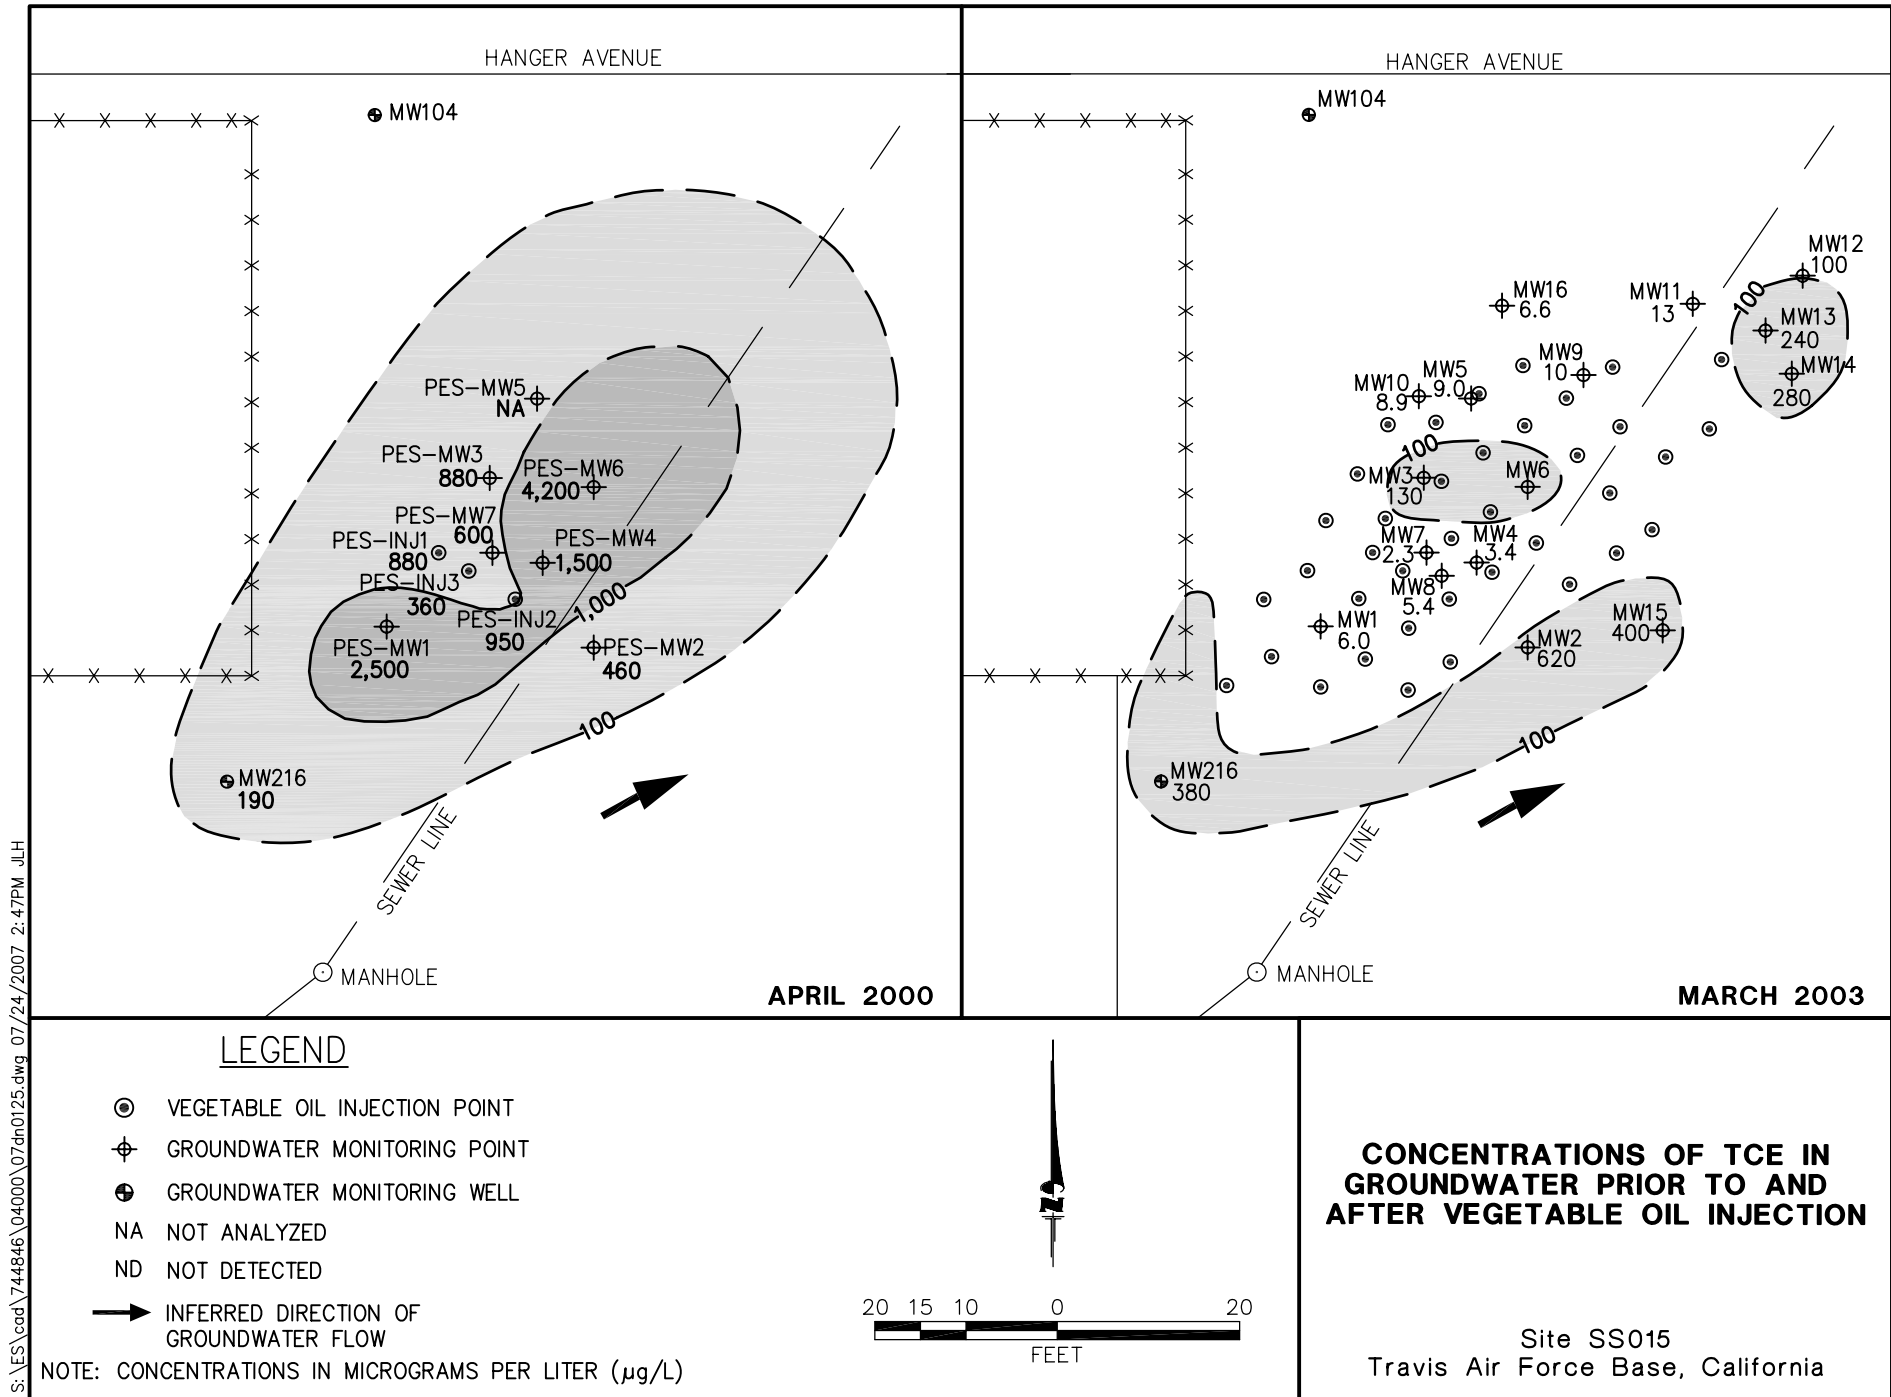 HANGER AVENUE
MW104
PES-MW5
NA
PES-MW3
880
PES-MW6
4,200
PES-MW7
600
PES-INJ1
880
PES-MW4
1,500
PES-INJ3
360
1,000
PES-INJ2
950
PES-MW1
2,500
PES-MW2
460
100
MW216
190
SEWER LINE
MANHOLE
APRIL 2000
HANGER AVENUE
MW104
MW12
100
MW16
6.6
MW11
13
100
MW13
240
MW14
280
MW9
10
MW5
9.0
MW10
8.9
100
MW3
130
MW6
MW7
2.3
MW4
3.4
MW8
5.4
MW1
6.0
MW15
400
MW2
620
100
MW216
380
SEWER LINE
MANHOLE
MARCH 2003
LEGEND
VEGETABLE OIL INJECTION POINT
GROUNDWATER MONITORING POINT
GROUNDWATER MONITORING WELL
NA NOT ANALYZED
ND NOT DETECTED
INFERRED DIRECTION OF
GROUNDWATER FLOW
NOTE: CONCENTRATIONS IN MICROGRAMS PER LITER (µg/L)
N
20 15 10 0 20
FEET
CONCENTRATIONS OF TCE IN
GROUNDWATER PRIOR TO AND
AFTER VEGETABLE OIL INJECTION
Site SS015
Travis Air Force Base, California
S:\ES\cad\744846\04000\07dn0125.dwg 07/24/2007 2:47PM JLH